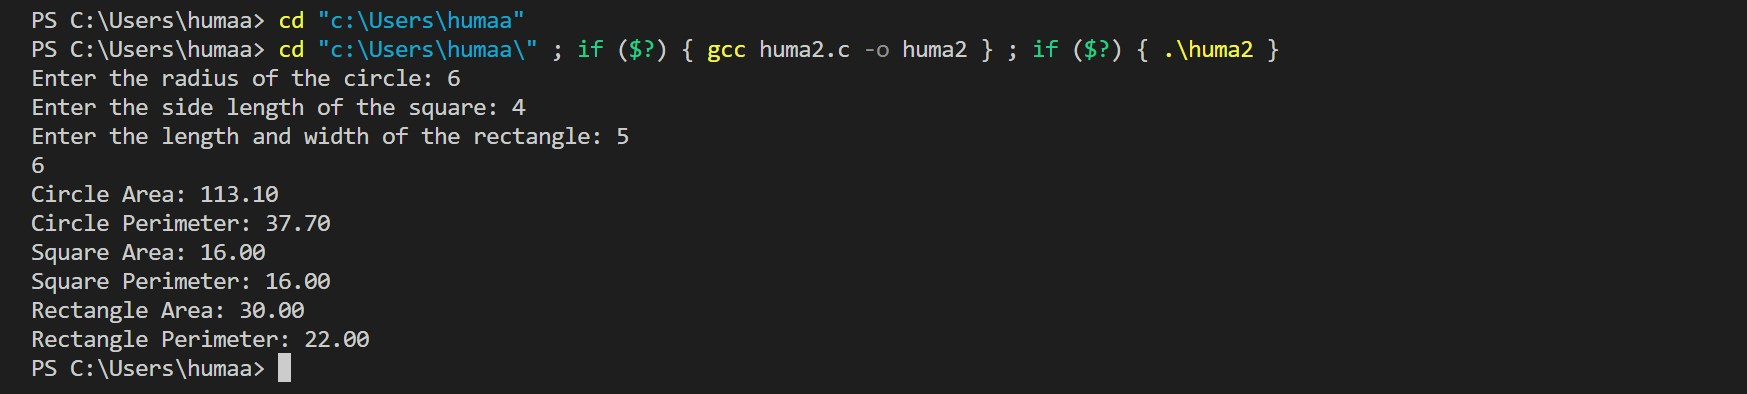 PS C:\Users\humaa> cd "c:\Users\humaa"
PS C:\Users\humaa> cd "c:\Users\humaa\" ; if ($?) { gcc huma2.c -o huma2 } ; if ($?) { .\huma2 }
Enter the radius of the circle: 6
Enter the side length of the square: 4
Enter the length and width of the rectangle: 5
6
Circle Area: 113.10
Circle Perimeter: 37.70
Square Area: 16.00
Square Perimeter: 16.00
Rectangle Area: 30.00
Rectangle Perimeter: 22.00
PS C:\Users\humaa>